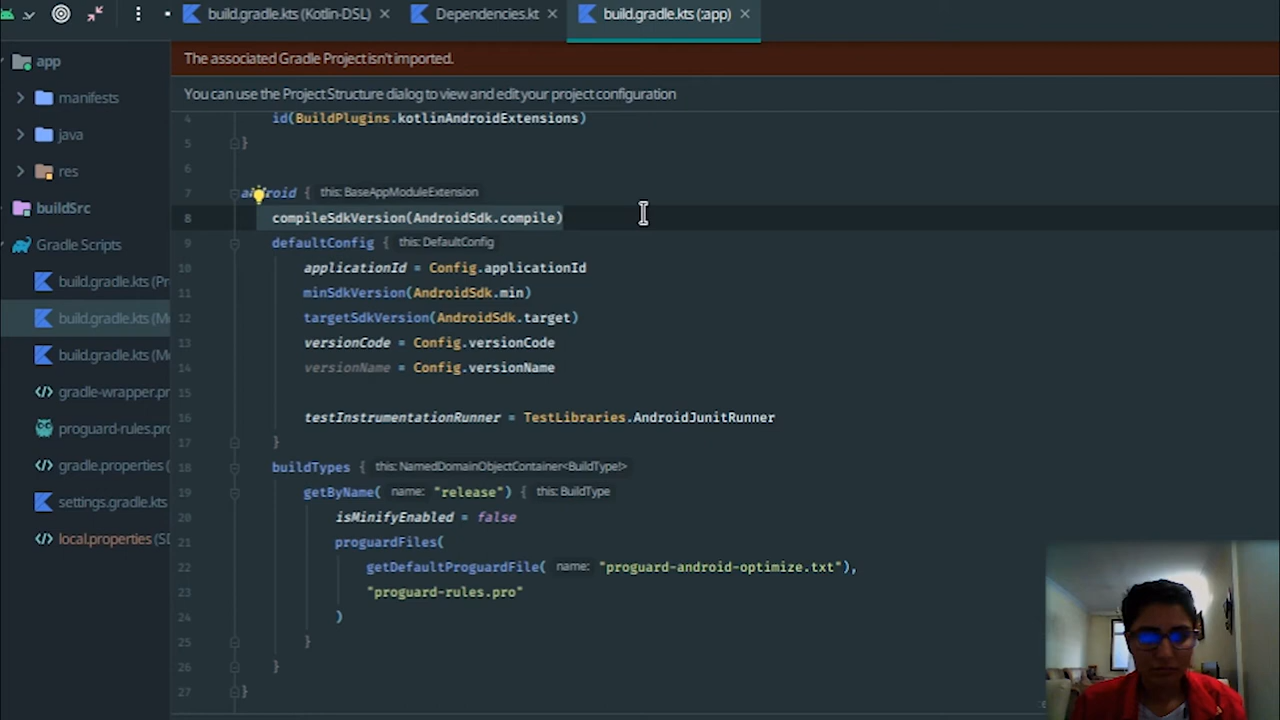 build.gradle.kts (Kotlin-DSL)
Dependencies.kt
build.gradle.kts (:app)
The associated Gradle Project isn't imported.
You can use the Project Structure dialog to view and edit your project configuration
app
manifests
java
res
buildSrc
Gradle Scripts
build.gradle.kts (Pr
build.gradle.kts (M
build.gradle.kts (M
gradle-wrapper.pr
proguard-rules.pro
gradle.properties (
settings.gradle.kts
local.properties (SD
4 id(BuildPlugins.kotlinAndroidExtensions)
5 }
6
7 android { this: BaseAppModuleExtension
8 compileSdkVersion(AndroidSdk.compile)
9 defaultConfig { this: DefaultConfig
10 applicationId = Config.applicationId
11 minSdkVersion(AndroidSdk.min)
12 targetSdkVersion(AndroidSdk.target)
13 versionCode = Config.versionCode
14 versionName = Config.versionName
15
16 testInstrumentationRunner = TestLibraries.AndroidJunitRunner
17 }
18 buildTypes { this: NamedDomainObjectContainer<BuildType!>
19 getByName( name: "release") { this: BuildType
20 isMinifyEnabled = false
21 proguardFiles(
22 getDefaultProguardFile( name: "proguard-android-optimize.txt"),
23 "proguard-rules.pro"
24 )
25 }
26 }
27 }